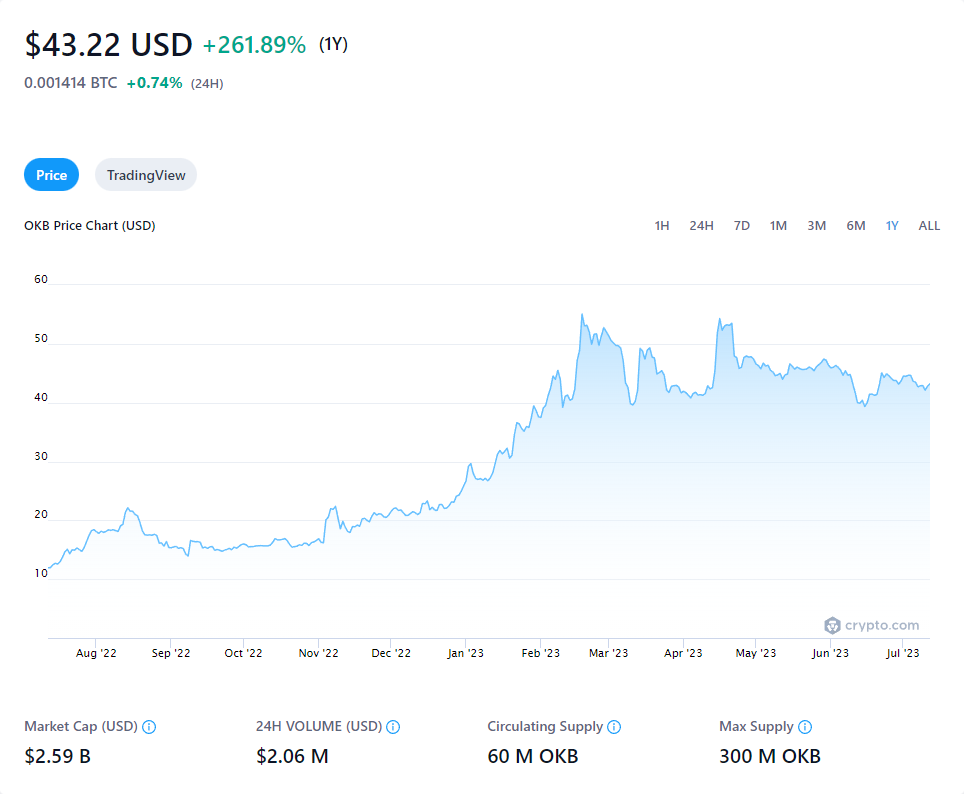 $43.22 USD +261.89% (1Y)
0.001414 BTC +0.74% (24H)
Price TradingView
OKB Price Chart (USD) 1H 24H 7D 1M 3M 6M 1Y ALL
60
50
40
30
20
10
crypto.com
Aug '22 Sep '22 Oct '22 Nov '22 Dec '22 Jan '23 Feb '23 Mar '23 Apr '23 May '23 Jun '23 Jul '23
Market Cap (USD) 24H VOLUME (USD) Circulating Supply Max Supply
$2.59 B $2.06 M 60 M OKB 300 M OKB